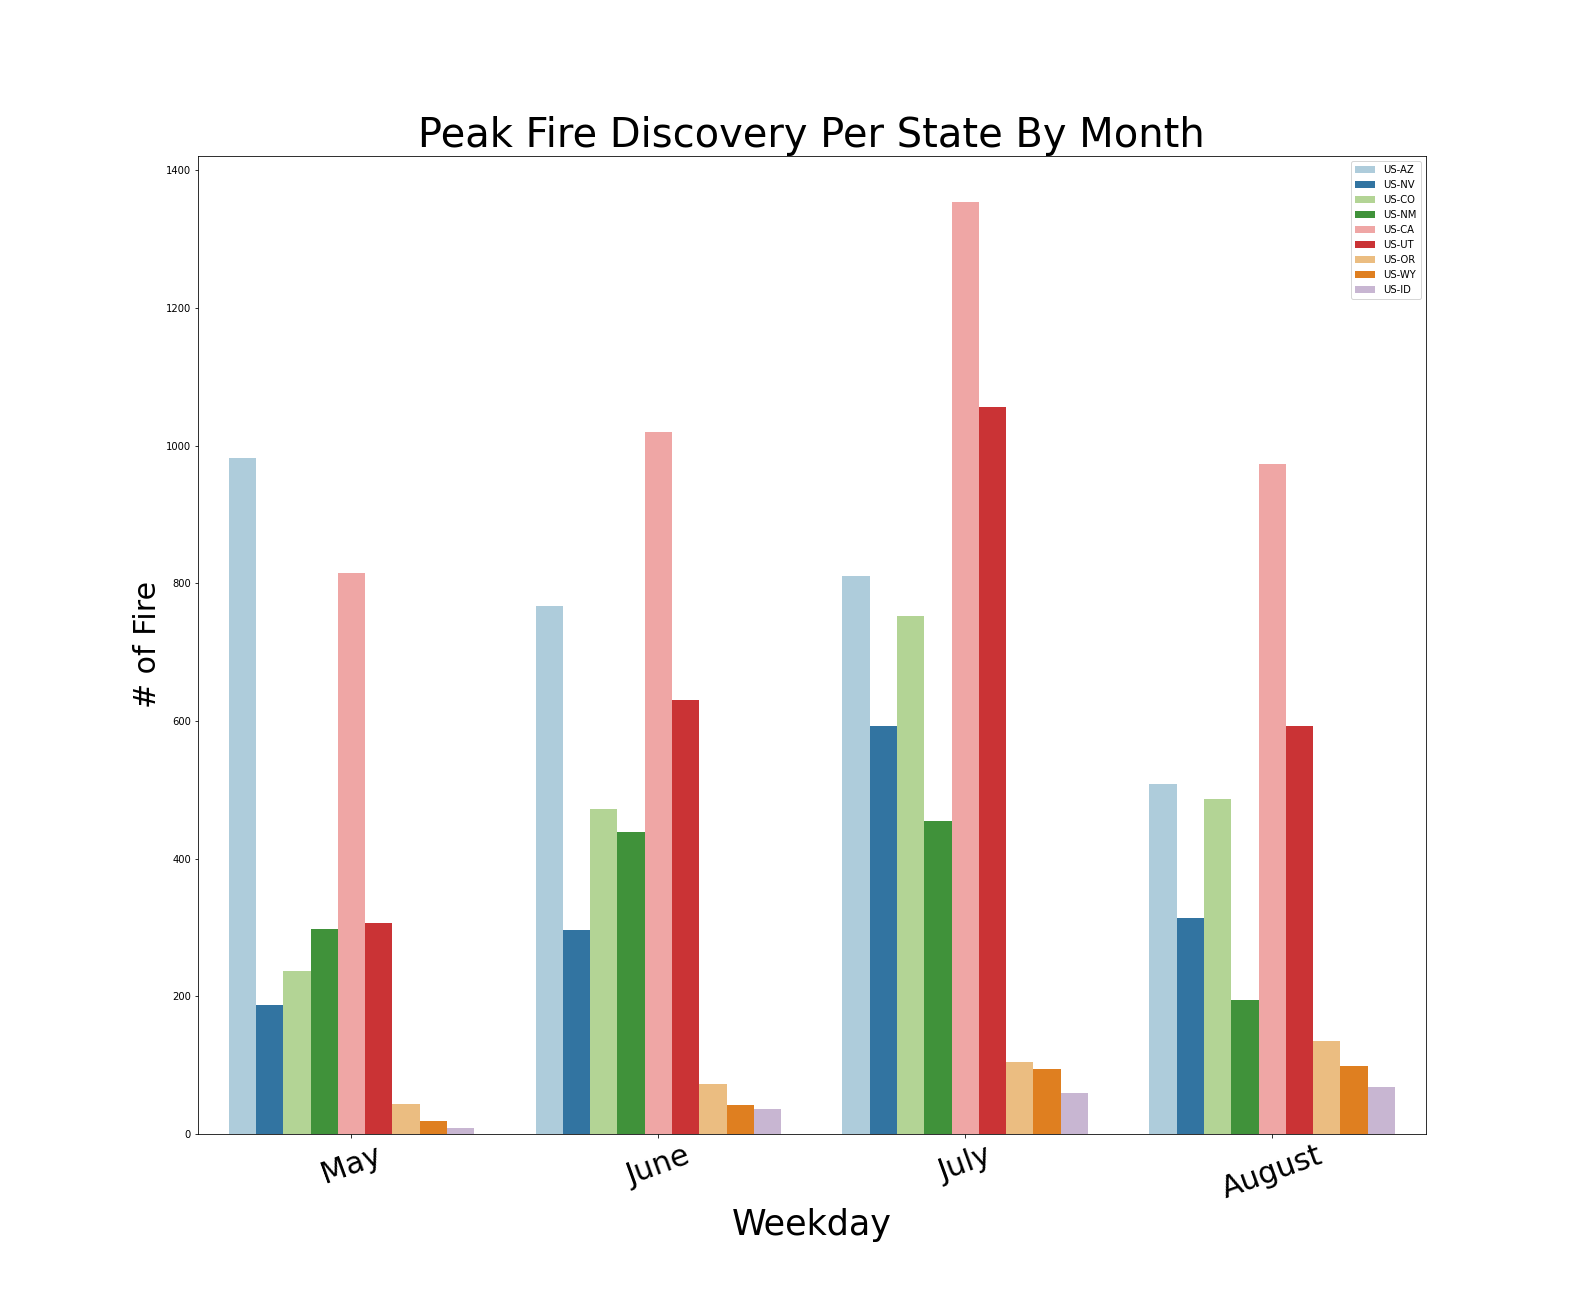 Peak Fire Discovery Per State By Month
1400
1200
1000
800
600
400
200
0
# of Fire
US-AZ
US-NV
US-CO
US-NM
US-CA
US-UT
US-OR
US-WY
US-ID
May
June
July
August
Weekday